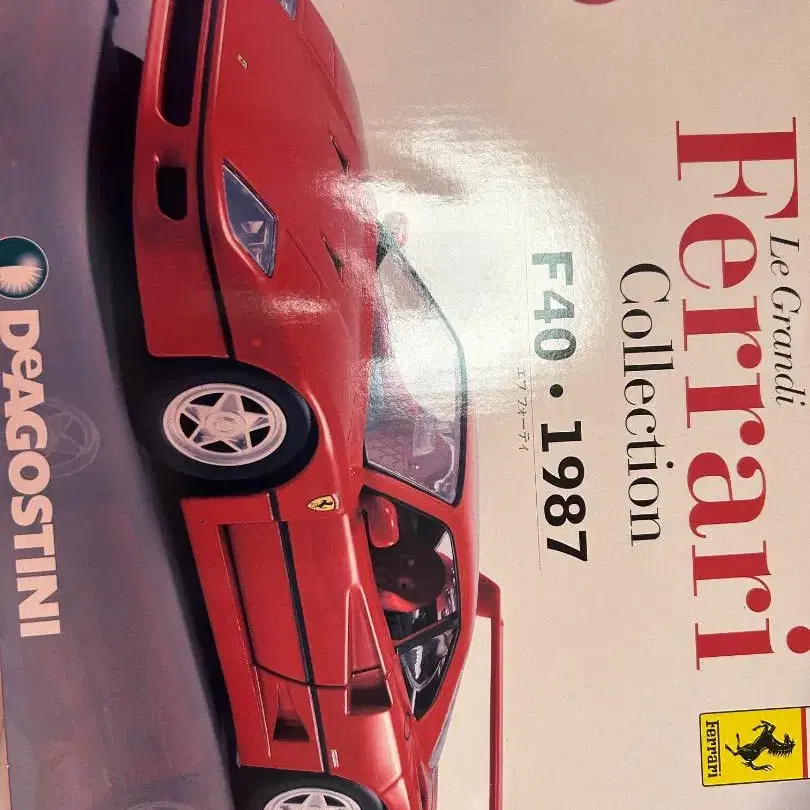 Le Grandi
Ferrari
Collection
F40・1987
エフ フォーティ
Ferrari
DeAGOSTINI